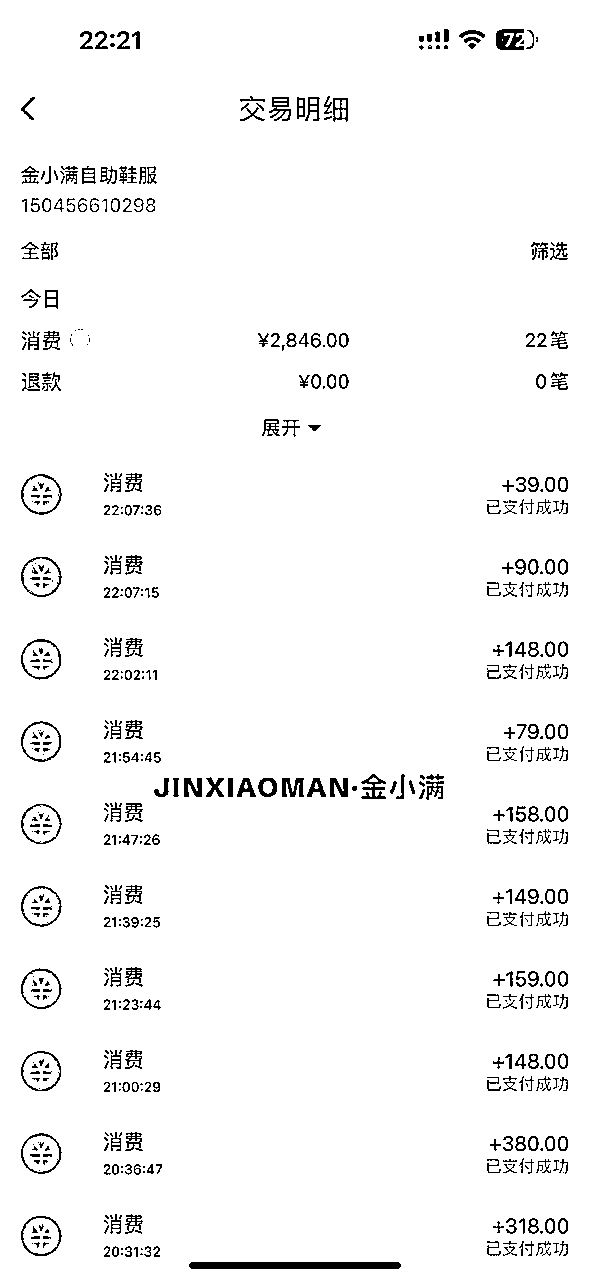 22:21
72
交易明细
金小满自助鞋服
150456610298
全部 筛选
今日
消费 ¥2,846.00 22笔
退款 ¥0.00 0笔
展开
消费 +39.00
22:07:36 已支付成功
消费 +90.00
22:07:15 已支付成功
消费 +148.00
22:02:11 已支付成功
消费 +79.00
21:54:45 已支付成功
JINXIAOMAN·金小满
消费 +158.00
21:47:26 已支付成功
消费 +149.00
21:39:25 已支付成功
消费 +159.00
21:23:44 已支付成功
消费 +148.00
21:00:29 已支付成功
消费 +380.00
20:36:47 已支付成功
消费 +318.00
20:31:32 已支付成功